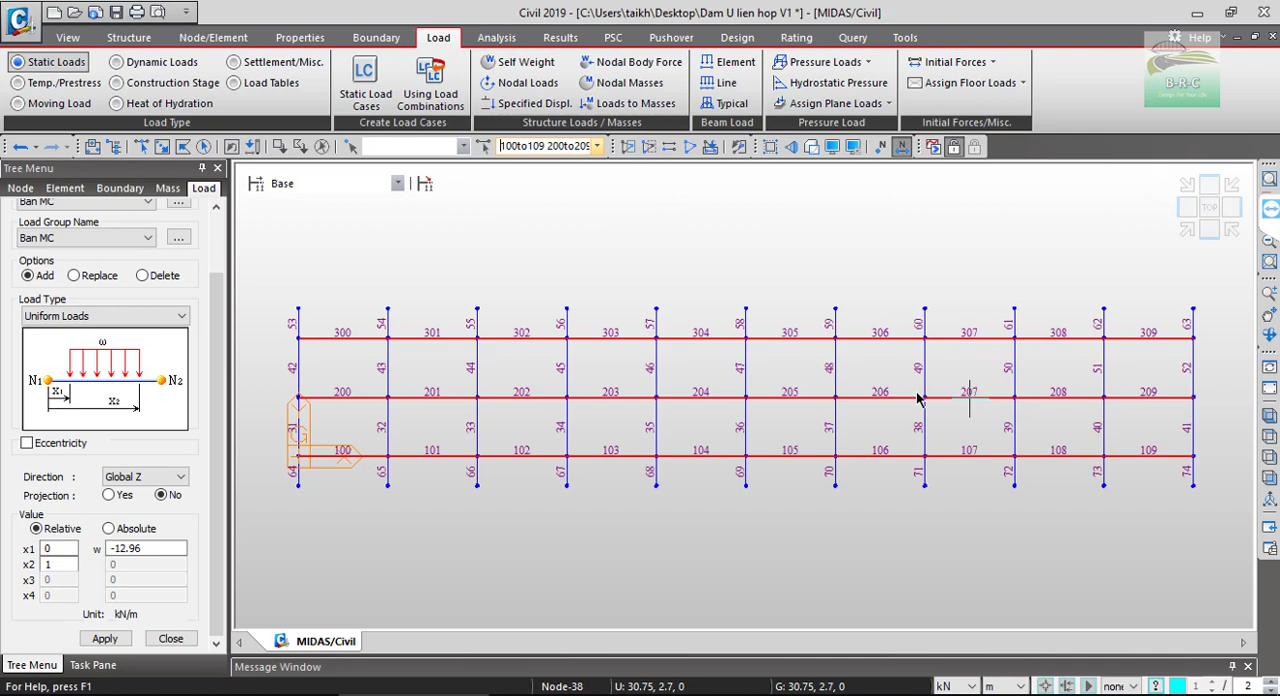 Civil 2019 - [C:\Users\taikh\Desktop\Dam U lien hop V1 *] - [MIDAS/Civil]
View Structure Node/Element Properties Boundary Load Analysis Results PSC Pushover Design Rating Query Tools Help
Static Loads Dynamic Loads Settlement/Misc.
Temp./Prestress Construction Stag Load Tables
Moving Load Heat of Hydration
Load Type
LC
Static Load
Cases
LC LC
Using Load
Combinations
Create Load Cases
Self Weight Nodal Body Force
Nodal Loads Nodal Masses
Specified Displ. Loads to Masses
Structure Loads / Masses
Element
Line
Typical
Beam Load
Pressure Loads
Hydrostatic Pressure
Assign Plane Loads
Pressure Load
Initial Forces
Assign Floor Loads
Initial Forces/Misc.
B-R-C
100to109 200to209
Tree Menu
Node Element Boundary Mass Load
Ban MC ...
Load Group Name
Ban MC ...
Options
Add Replace Delete
Load Type
Uniform Loads
ω
N1 N2
X1
X2
Eccentricity
Direction : Global Z
Projection : Yes No
Value
Relative Absolute
x1 0 w -12.96
x2 1 0
x3 0 0
x4 0 0
Unit: kN/m
Apply Close
Tree Menu Task Pane
Base
TOP
53 54 55 56 57 58 59 60 61 62 63
300 301 302 303 304 305 306 307 308 309
42 43 44 45 46 47 48 49 50 51 52
200 201 202 203 204 205 206 207 208 209
31 32 33 34 35 36 37 38 39 40 41
100 101 102 103 104 105 106 107 108 109
64 65 66 67 68 69 70 71 72 73 74
MIDAS/Civil
Message Window
For Help, press F1 Node-38 U: 30.75, 2.7, 0 G: 30.75, 2.7, 0 kN m none ? 1 / 2